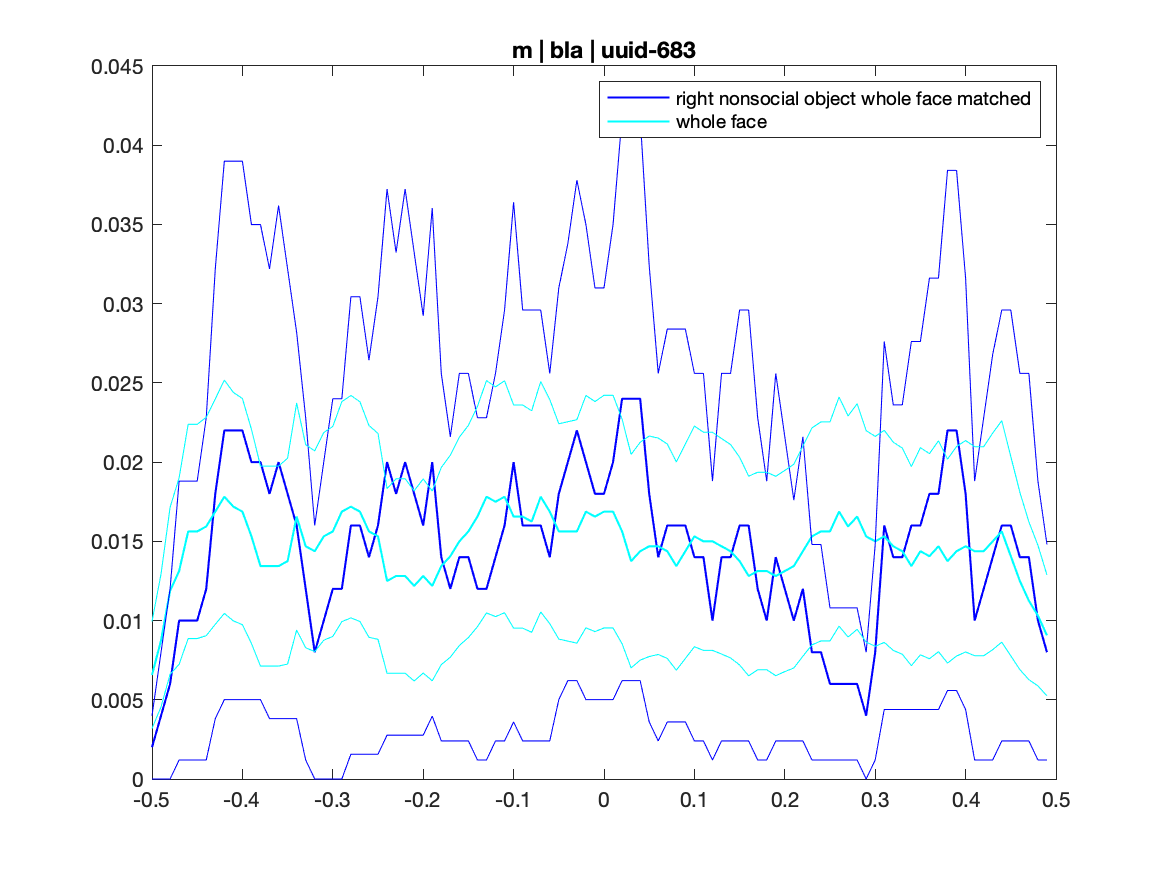 m | bla | uuid-683
right nonsocial object whole face matched
whole face
0.045
0.04
0.035
0.03
0.025
0.02
0.015
0.01
0.005
0
-0.5 -0.4 -0.3 -0.2 -0.1 0 0.1 0.2 0.3 0.4 0.5